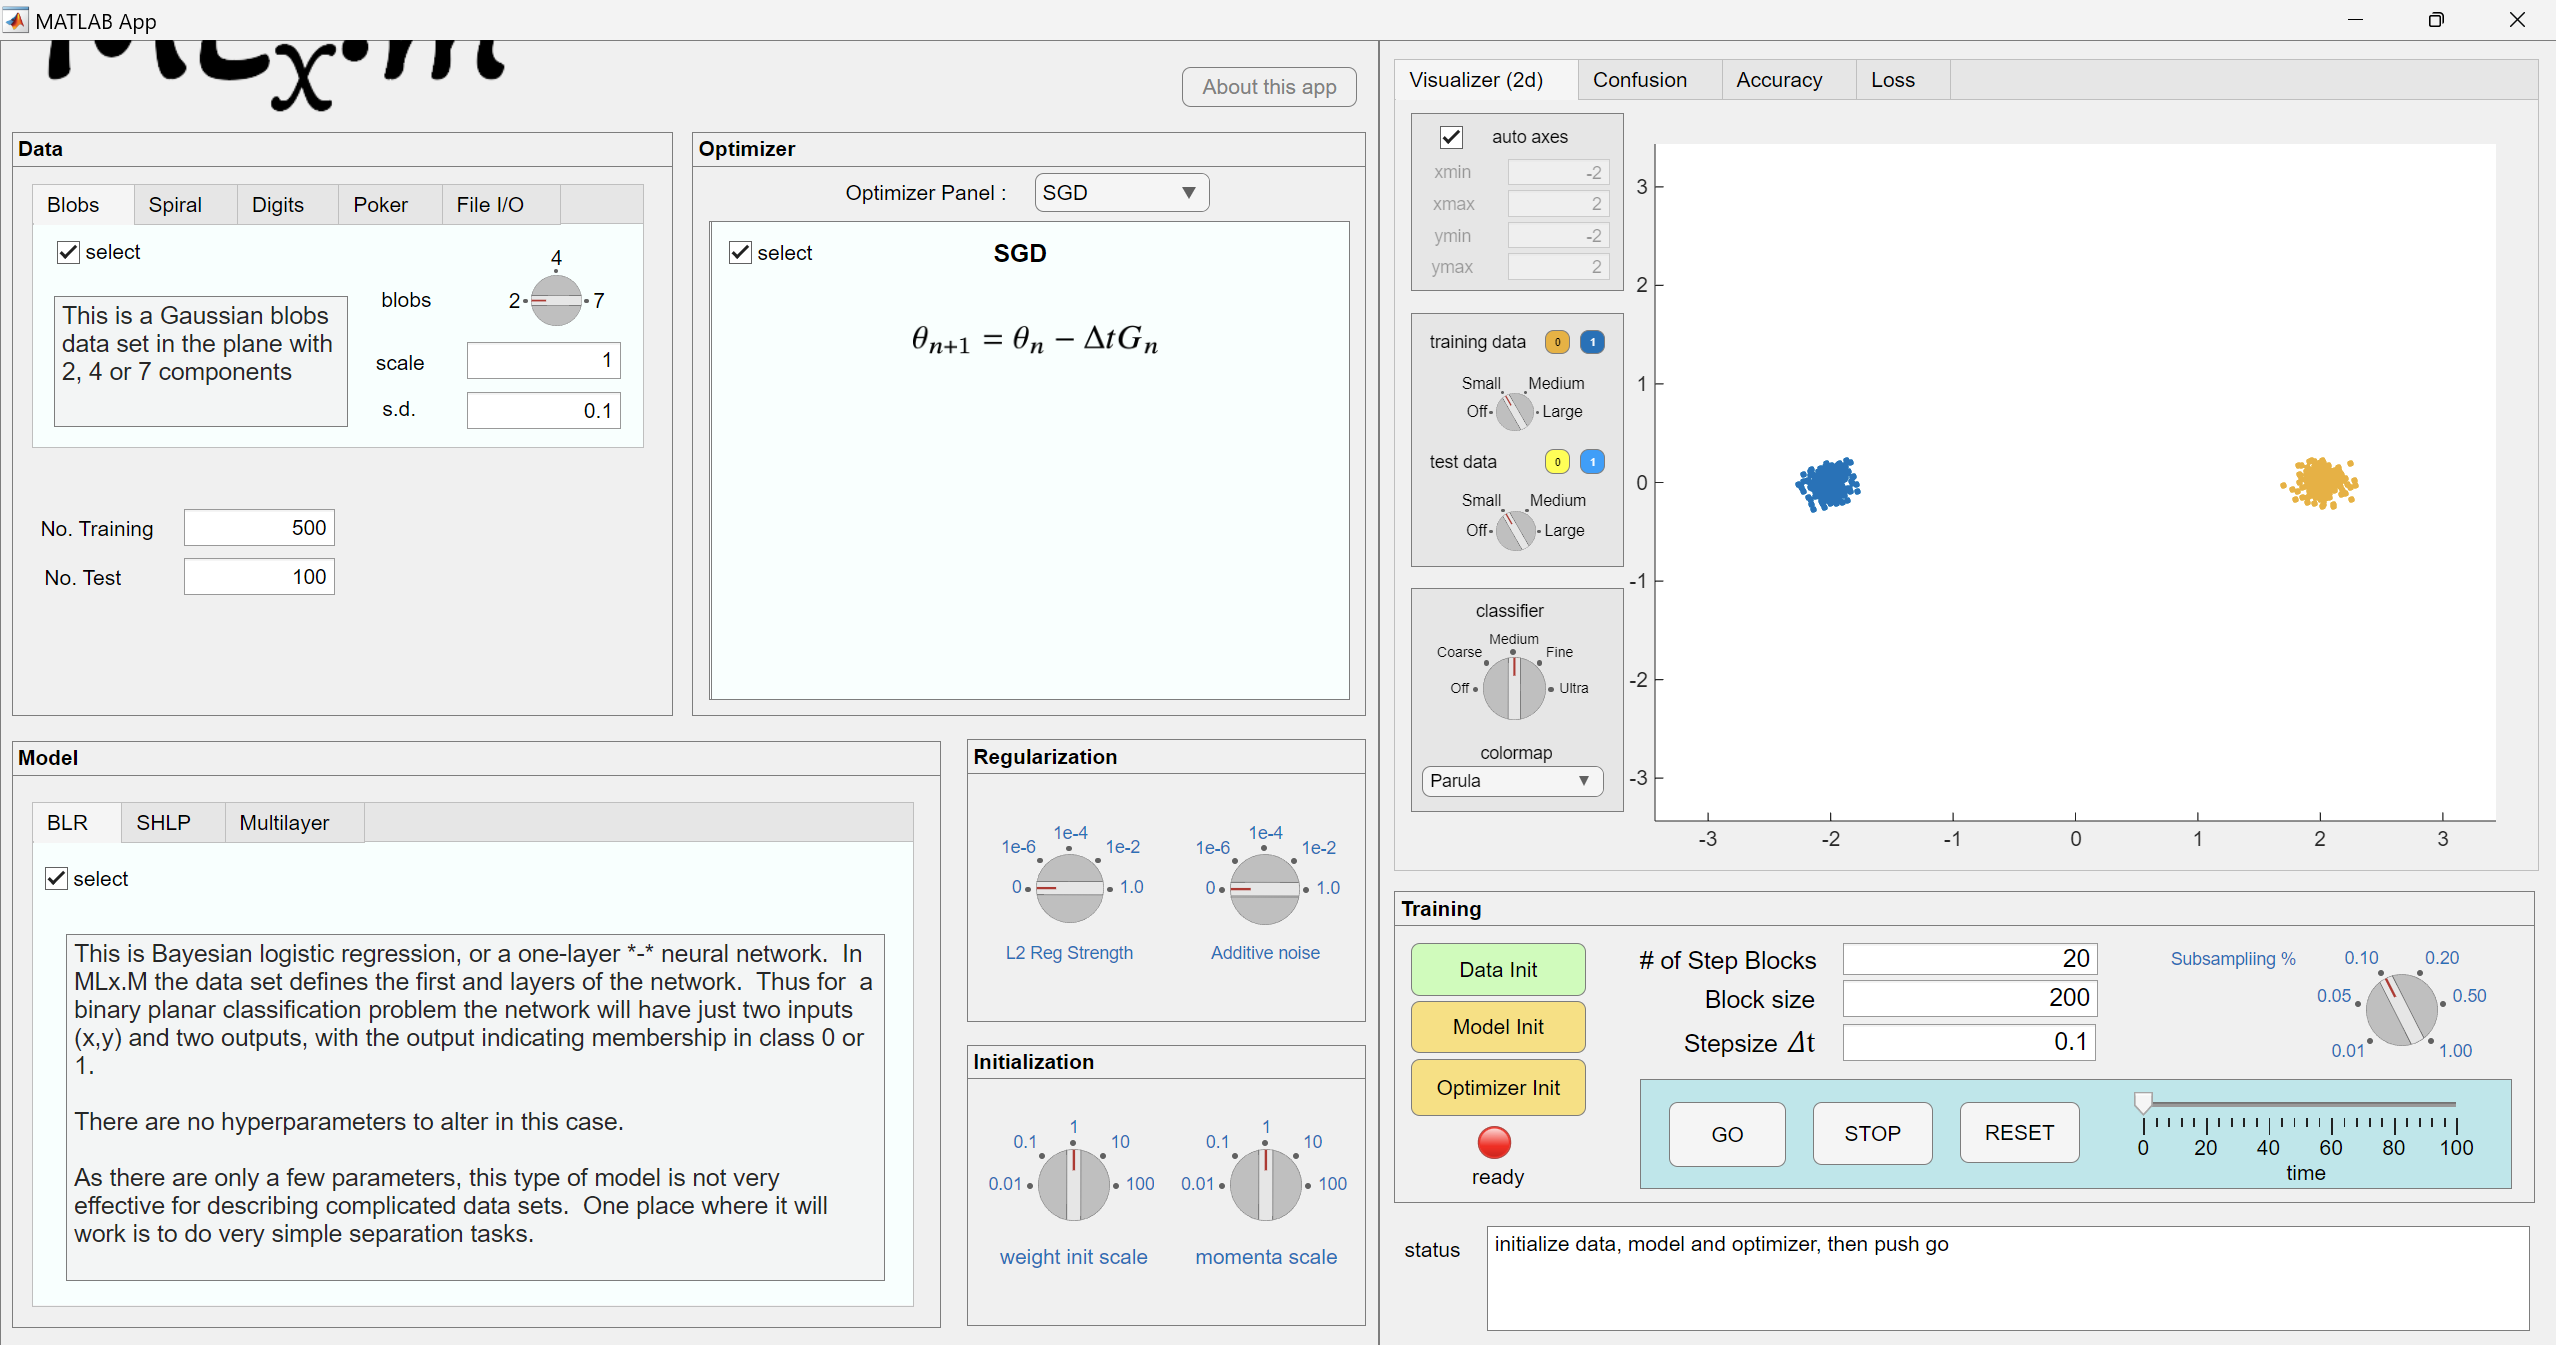 MATLAB App
MLx.M
About this app
Data
Blobs Spiral Digits Poker File I/O
select
This is a Gaussian blobs
data set in the plane with
2, 4 or 7 components
blobs
4
2 7
scale 1
s.d. 0.1
No. Training 500
No. Test 100
Optimizer
Optimizer Panel : SGD
select
SGD
θn+1 = θn − ΔtGn
Model
BLR SHLP Multilayer
select
This is Bayesian logistic regression, or a one-layer *-* neural network. In
MLx.M the data set defines the first and layers of the network. Thus for a
binary planar classification problem the network will have just two inputs
(x,y) and two outputs, with the output indicating membership in class 0 or
1.
There are no hyperparameters to alter in this case.
As there are only a few parameters, this type of model is not very
effective for describing complicated data sets. One place where it will
work is to do very simple separation tasks.
Regularization
0 1e-6 1e-4 1e-2 1.0
L2 Reg Strength
0 1e-6 1e-4 1e-2 1.0
Additive noise
Initialization
0.01 0.1 1 10 100
weight init scale
0.01 0.1 1 10 100
momenta scale
Visualizer (2d) Confusion Accuracy Loss
auto axes
xmin -2
xmax 2
ymin -2
ymax 2
training data 0 1
Small Medium
Off Large
test data 0 1
Small Medium
Off Large
classifier
Medium
Coarse Fine
Off Ultra
colormap
Parula
3
2
1
0
-1
-2
-3
-3 -2 -1 0 1 2 3
Training
Data Init
Model Init
Optimizer Init
ready
# of Step Blocks 20
Block size 200
Stepsize Δt 0.1
Subsampliing %
0.10 0.20
0.05 0.50
0.01 1.00
GO STOP RESET
0 20 40 60 80 100
time
status
initialize data, model and optimizer, then push go